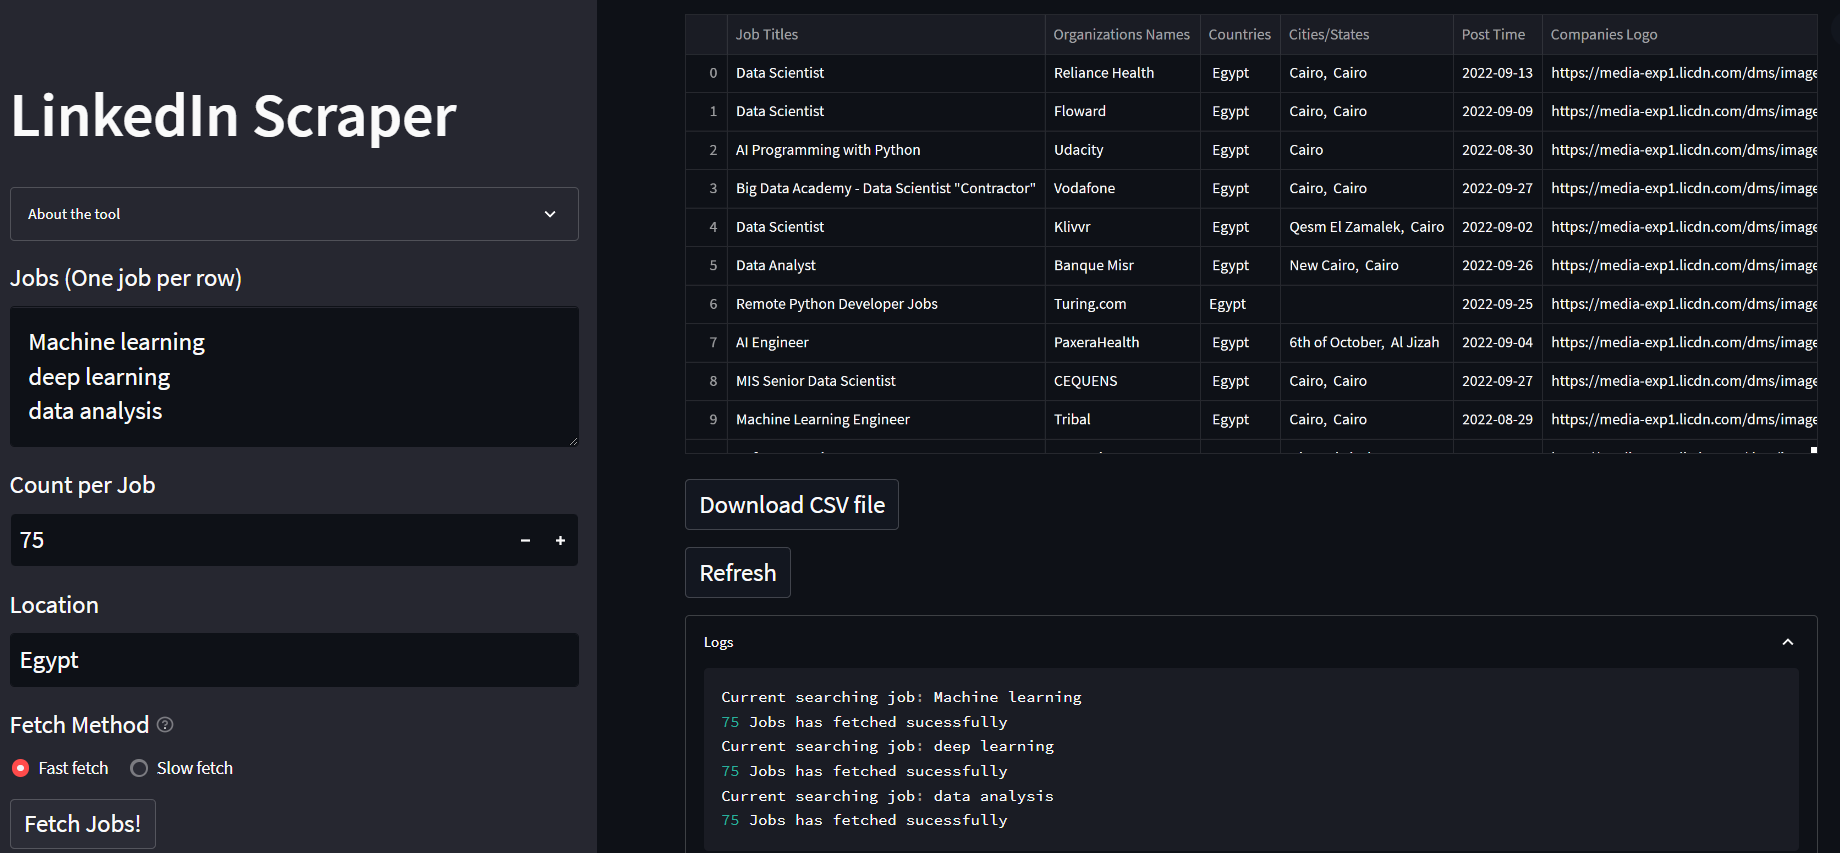 LinkedIn Scraper
About the tool
Jobs (One job per row)
Machine learning
deep learning
data analysis
Count per Job
75 − +
Location
Egypt
Fetch Method ?
Fast fetch Slow fetch
Fetch Jobs!
Job Titles Organizations Names Countries Cities/States Post Time Companies Logo
0 Data Scientist Reliance Health Egypt Cairo, Cairo 2022-09-13 https://media-exp1.licdn.com/dms/image
1 Data Scientist Floward Egypt Cairo, Cairo 2022-09-09 https://media-exp1.licdn.com/dms/image
2 AI Programming with Python Udacity Egypt Cairo 2022-08-30 https://media-exp1.licdn.com/dms/image
3 Big Data Academy - Data Scientist "Contractor" Vodafone Egypt Cairo, Cairo 2022-09-27 https://media-exp1.licdn.com/dms/image
4 Data Scientist Klivvr Egypt Qesm El Zamalek, Cairo 2022-09-02 https://media-exp1.licdn.com/dms/image
5 Data Analyst Banque Misr Egypt New Cairo, Cairo 2022-09-26 https://media-exp1.licdn.com/dms/image
6 Remote Python Developer Jobs Turing.com Egypt 2022-09-25 https://media-exp1.licdn.com/dms/image
7 AI Engineer PaxeraHealth Egypt 6th of October, Al Jizah 2022-09-04 https://media-exp1.licdn.com/dms/image
8 MIS Senior Data Scientist CEQUENS Egypt Cairo, Cairo 2022-09-27 https://media-exp1.licdn.com/dms/image
9 Machine Learning Engineer Tribal Egypt Cairo, Cairo 2022-08-29 https://media-exp1.licdn.com/dms/image
Download CSV file
Refresh
Logs
Current searching job: Machine learning
75 Jobs has fetched sucessfully
Current searching job: deep learning
75 Jobs has fetched sucessfully
Current searching job: data analysis
75 Jobs has fetched sucessfully